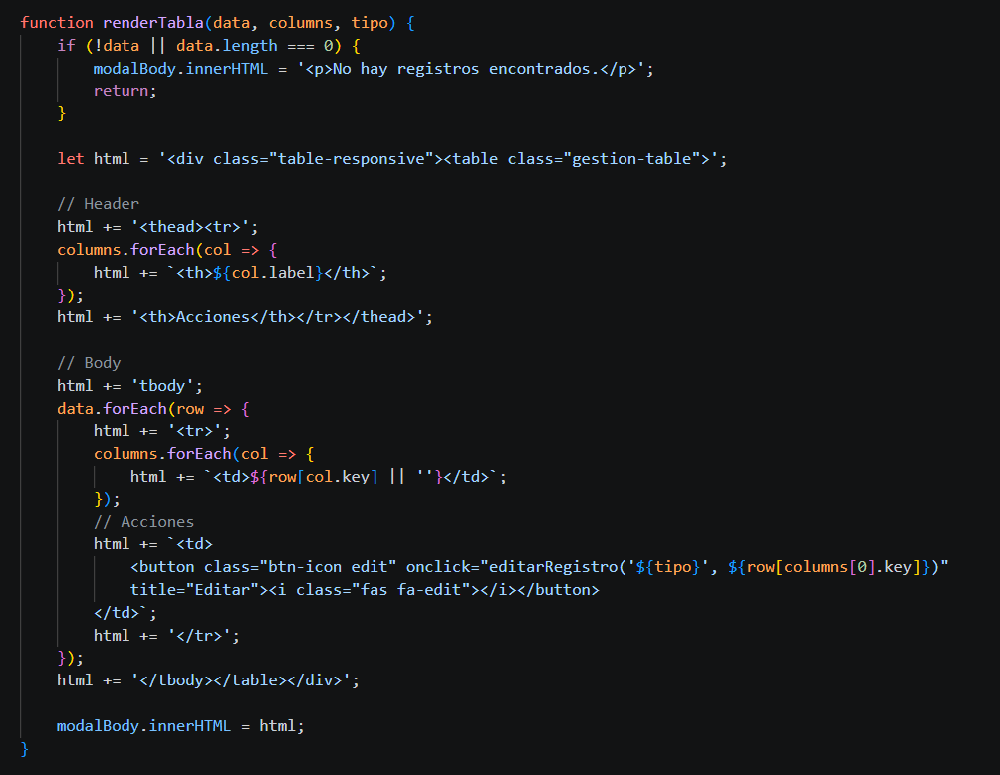 function renderTabla(data, columns, tipo) {
    if (!data || data.length === 0) {
        modalBody.innerHTML = '<p>No hay registros encontrados.</p>';
        return;
    }

    let html = '<div class="table-responsive"><table class="gestion-table">';

    // Header
    html += '<thead><tr>';
    columns.forEach(col => {
        html += `<th>${col.label}</th>`;
    });
    html += '<th>Acciones</th></tr></thead>';

    // Body
    html += 'tbody';
    data.forEach(row => {
        html += '<tr>';
        columns.forEach(col => {
            html += `<td>${row[col.key] || ''}</td>`;
        });
        // Acciones
        html += `<td>
            <button class="btn-icon edit" onclick="editarRegistro('${tipo}', ${row[columns[0].key]})"
            title="Editar"><i class="fas fa-edit"></i></button>
        </td>`;
        html += '</tr>';
    });
    html += '</tbody></table></div>';

    modalBody.innerHTML = html;
}